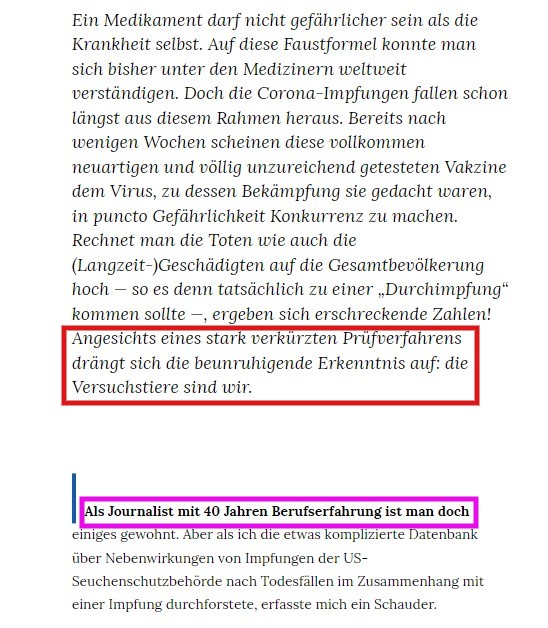 Ein Medikament darf nicht gefährlicher sein als die
Krankheit selbst. Auf diese Faustformel konnte man
sich bisher unter den Medizinern weltweit
verständigen. Doch die Corona-Impfungen fallen schon
längst aus diesem Rahmen heraus. Bereits nach
wenigen Wochen scheinen diese vollkommen
neuartigen und völlig unzureichend getesteten Vakzine
dem Virus, zu dessen Bekämpfung sie gedacht waren,
in puncto Gefährlichkeit Konkurrenz zu machen.
Rechnet man die Toten wie auch die
(Langzeit-)Geschädigten auf die Gesamtbevölkerung
hoch — so es denn tatsächlich zu einer „Durchimpfung“
kommen sollte —, ergeben sich erschreckende Zahlen!
Angesichts eines stark verkürzten Prüfverfahrens
drängt sich die beunruhigende Erkenntnis auf: die
Versuchstiere sind wir.
Als Journalist mit 40 Jahren Berufserfahrung ist man doch
einiges gewohnt. Aber als ich die etwas komplizierte Datenbank
über Nebenwirkungen von Impfungen der US-
Seuchenschutzbehörde nach Todesfällen im Zusammenhang mit
einer Impfung durchforstete, erfasste mich ein Schauder.